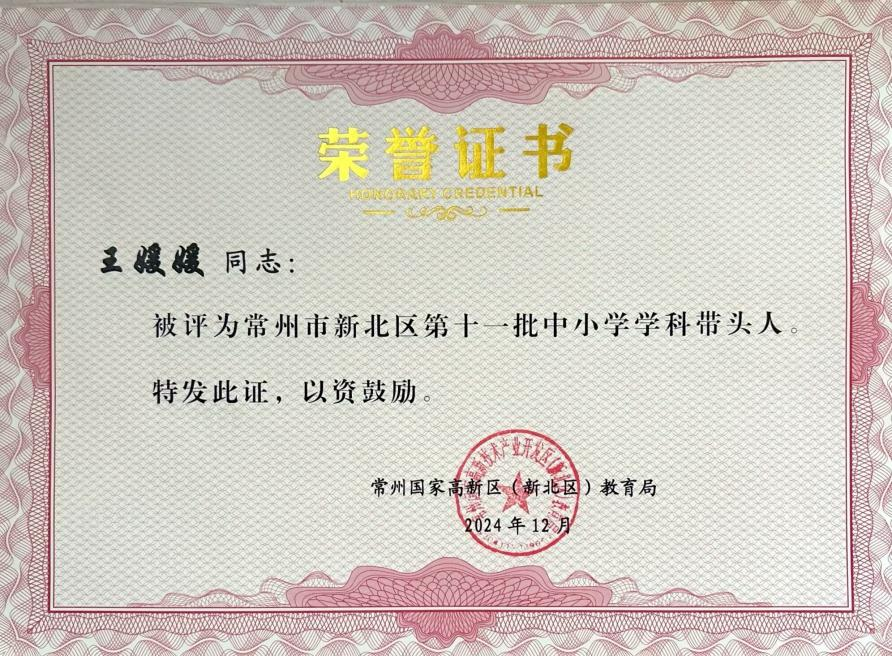 荣誉证书
HONORARY CREDENTIAL
王媛媛 同志：
被评为常州市新北区第十一批中小学学科带头人。
特发此证，以资鼓励。
常州国家高新区（新北区）教育局
2024年12月